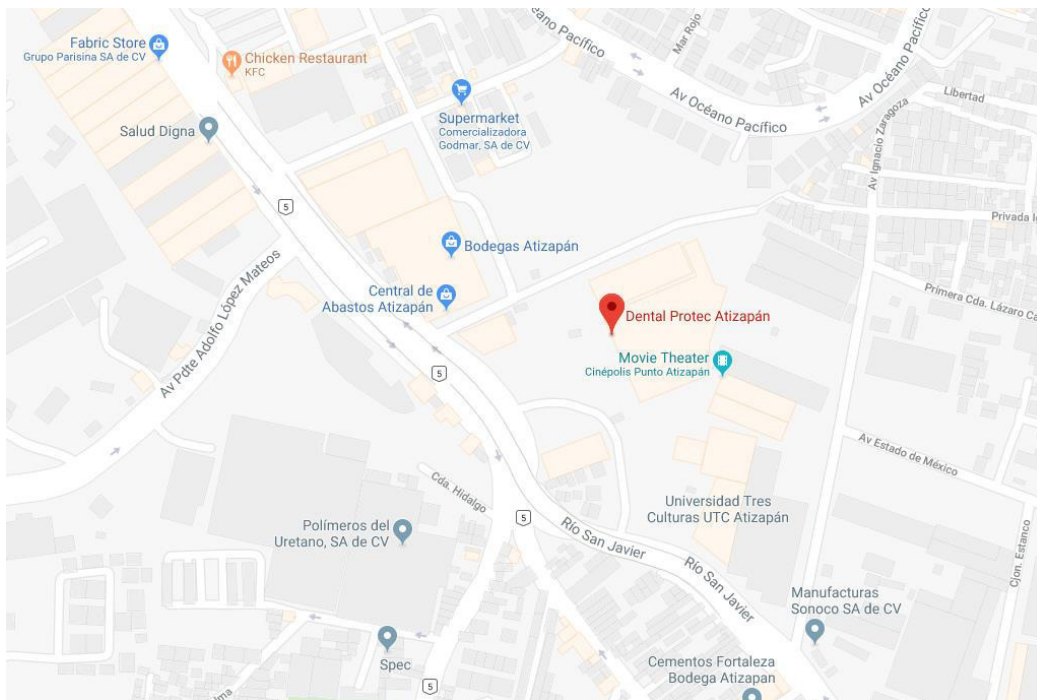 Fabric Store
Grupo Parisina SA de CV
Chicken Restaurant
KFC
Océano Pacífico
Mar Rojo
Av Océano Pacífico
Av Océano Pacífico
Libertad
Supermarket
Comercializadora
Godmar, SA de CV
Salud Digna
Av Ignacio Zaragoza
5
Privada I
Bodegas Atizapán
Av Pdte Adolfo López Mateos
Central de
Abastos Atizapán
Primera Cda. Lázaro Ca
Dental Protec Atizapán
Movie Theater
Cinépolis Punto Atizapán
5
Av Estado de México
Cda. Hidalgo
Universidad Tres
Culturas UTC Atizapán
5
Polímeros del
Uretano, SA de CV
Río San Javier
Río San Javier
Cjon. Estanco
Manufacturas
Sonoco SA de CV
Spec
Cementos Fortaleza
Bodega Atizapan
5
lma